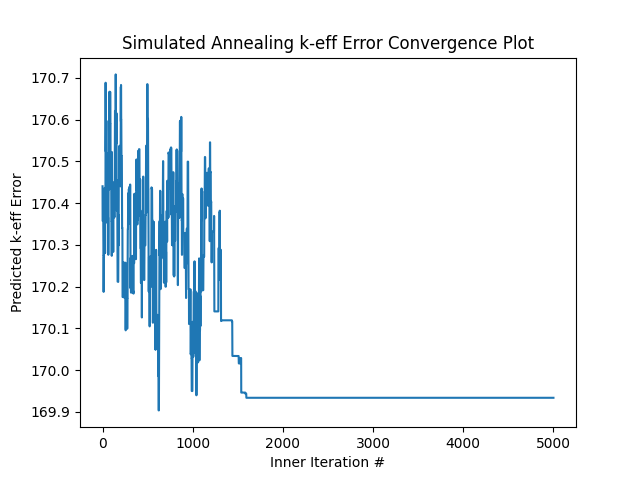 Simulated Annealing k-eff Error Convergence Plot
Predicted k-eff Error
170.7
170.6
170.5
170.4
170.3
170.2
170.1
170.0
169.9
0 1000 2000 3000 4000 5000
Inner Iteration #